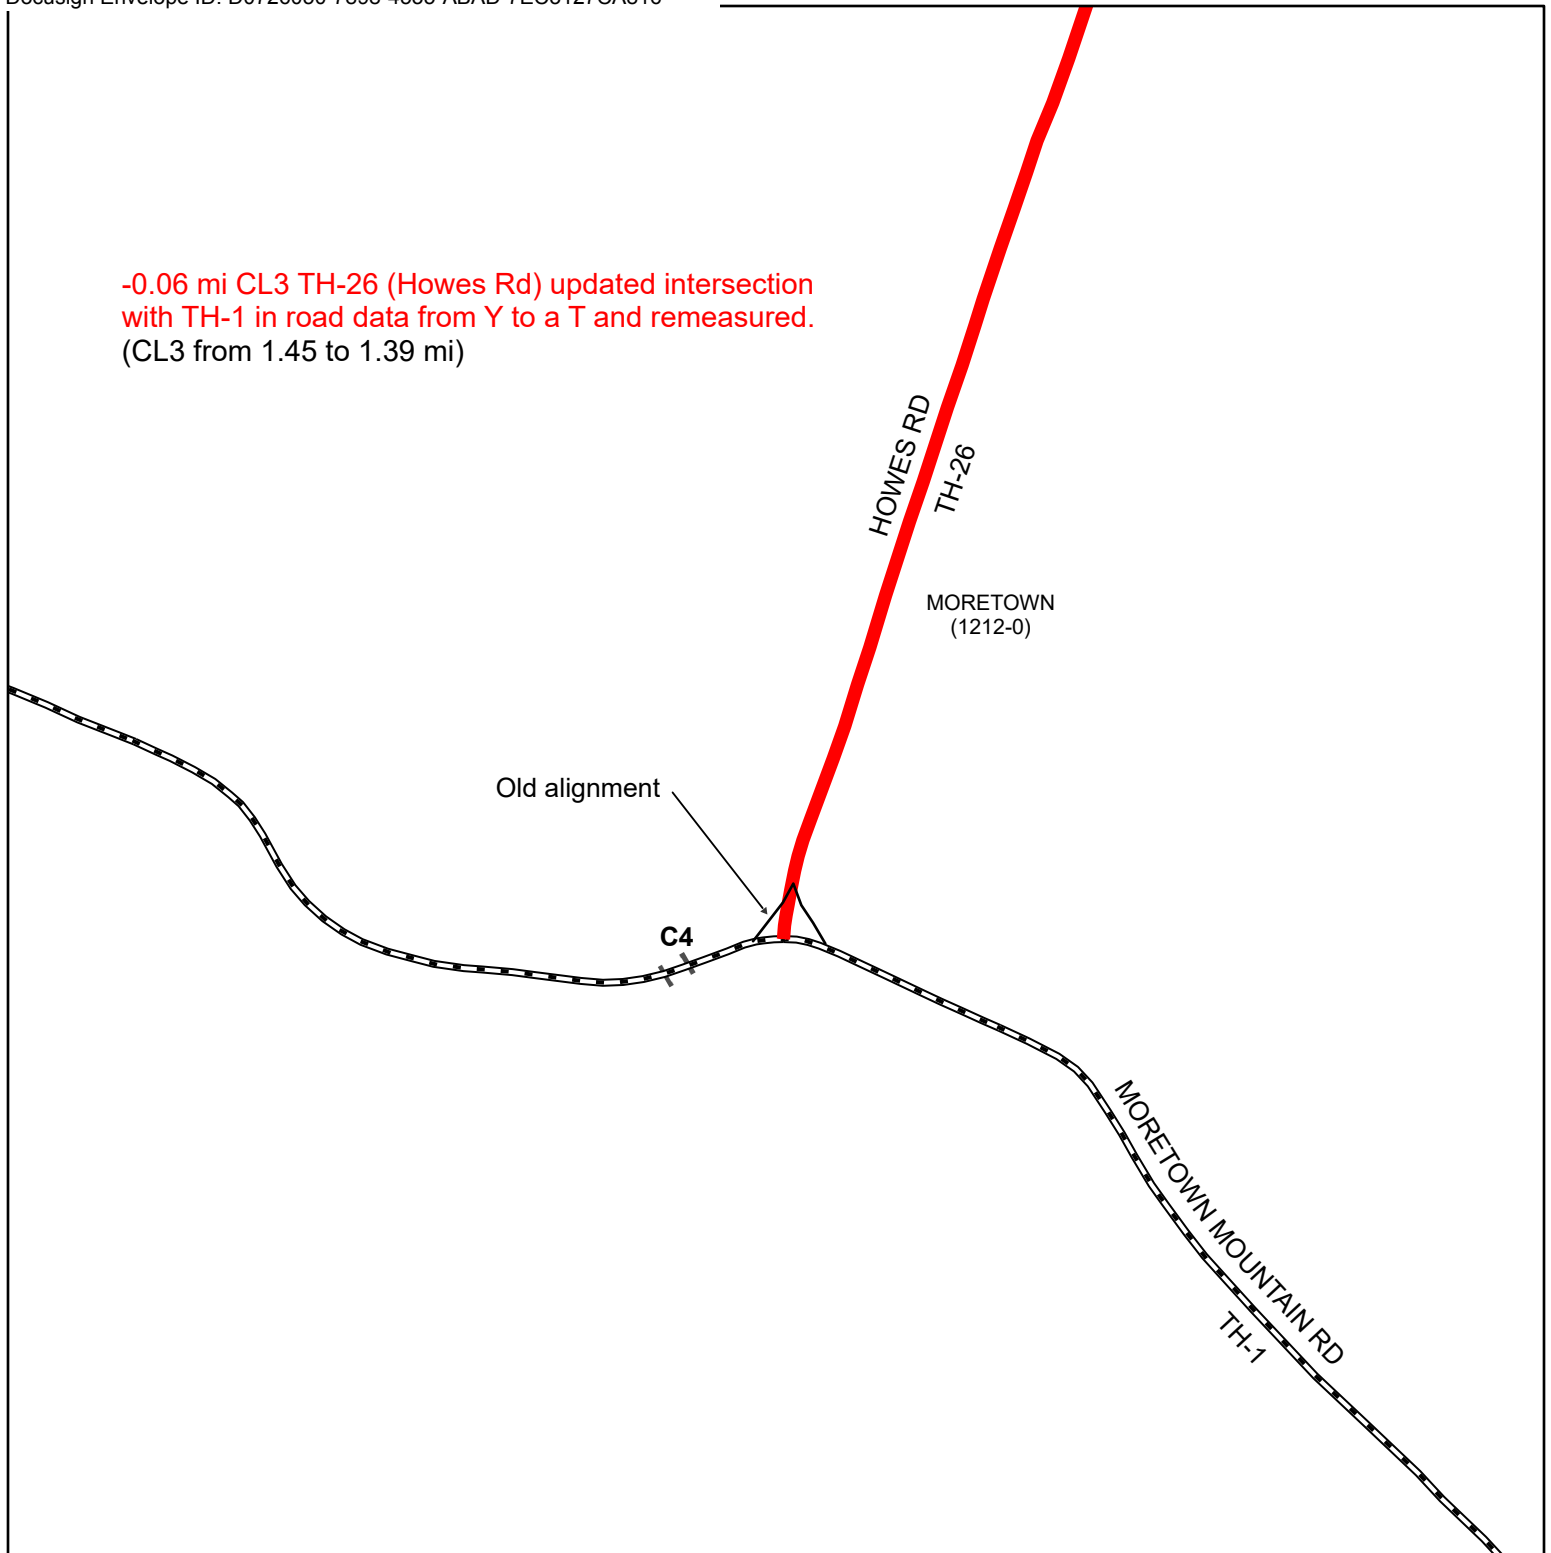 -0.06 mi CL3 TH-26 (Howes Rd) updated intersection
with TH-1 in road data from Y to a T and remeasured.
(CL3 from 1.45 to 1.39 mi)
HOWES RD
TH-26
MORETOWN
(1212-0)
Old alignment
C4
MORETOWN MOUNTAIN RD
TH-1